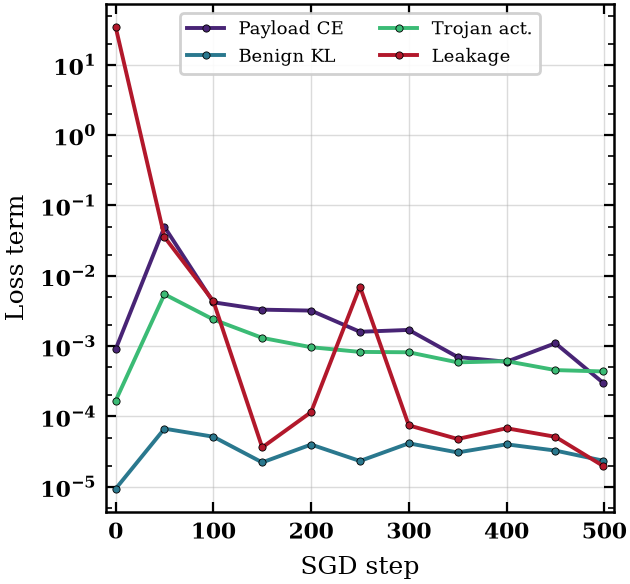 Payload CE
Benign KL
Trojan act.
Leakage
Loss term
10¹
10⁰
10⁻¹
10⁻²
10⁻³
10⁻⁴
10⁻⁵
0 100 200 300 400 500
SGD step